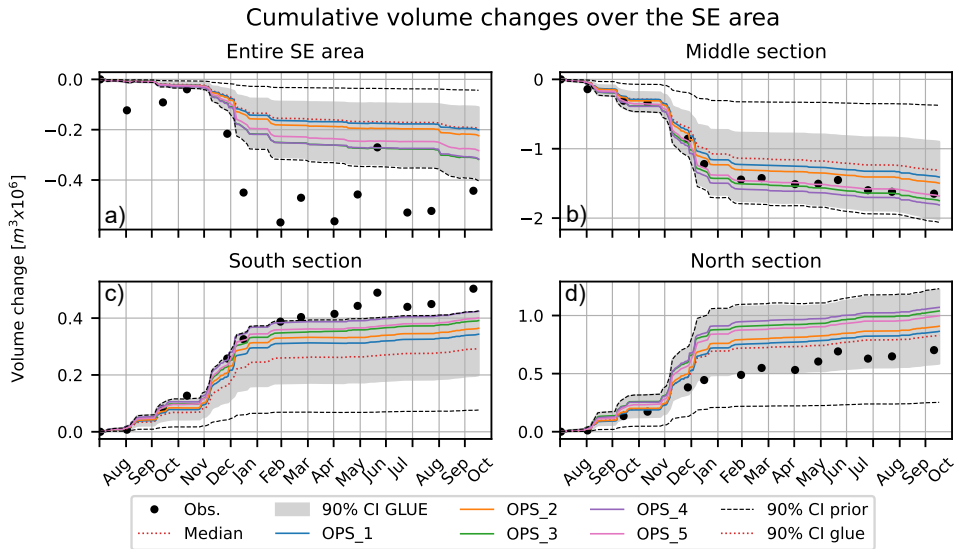 Cumulative volume changes over the SE area
Entire SE area
Middle section
0.0
−0.2
−0.4
a)
0
−1
−2
b)
Volume change [m³x10⁶]
South section
North section
0.4
0.2
0.0
c)
1.0
0.5
0.0
d)
Aug Sep Oct Nov Dec Jan Feb Mar Apr May Jun Jul Aug Sep Oct
Aug Sep Oct Nov Dec Jan Feb Mar Apr May Jun Jul Aug Sep Oct
Obs. 90% CI GLUE OPS_2 OPS_4 90% CI prior
Median OPS_1 OPS_3 OPS_5 90% CI glue